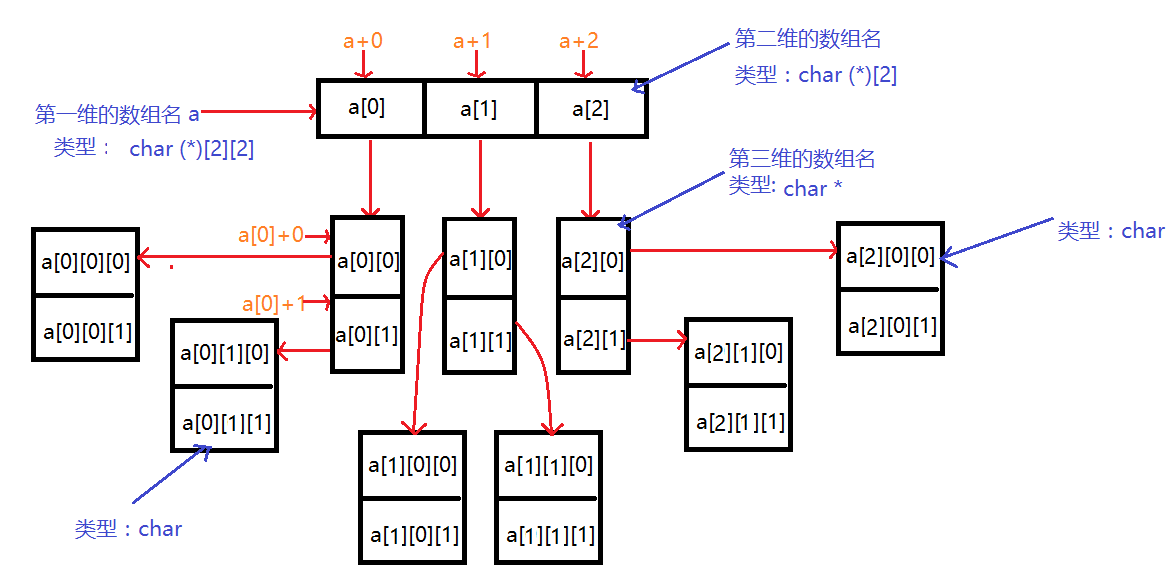 a+0
a+1
a+2
第二维的数组名
类型：char (*)[2]
第一维的数组名 a
类型： char (*)[2][2]
a[0]
a[1]
a[2]
第三维的数组名
类型: char *
a[0]+0
a[0]+1
a[0][0]
a[0][1]
a[1][0]
a[1][1]
a[2][0]
a[2][1]
类型：char
a[0][0][0]
a[0][0][1]
a[2][0][0]
a[2][0][1]
a[0][1][0]
a[0][1][1]
a[2][1][0]
a[2][1][1]
a[1][0][0]
a[1][0][1]
a[1][1][0]
a[1][1][1]
类型：char